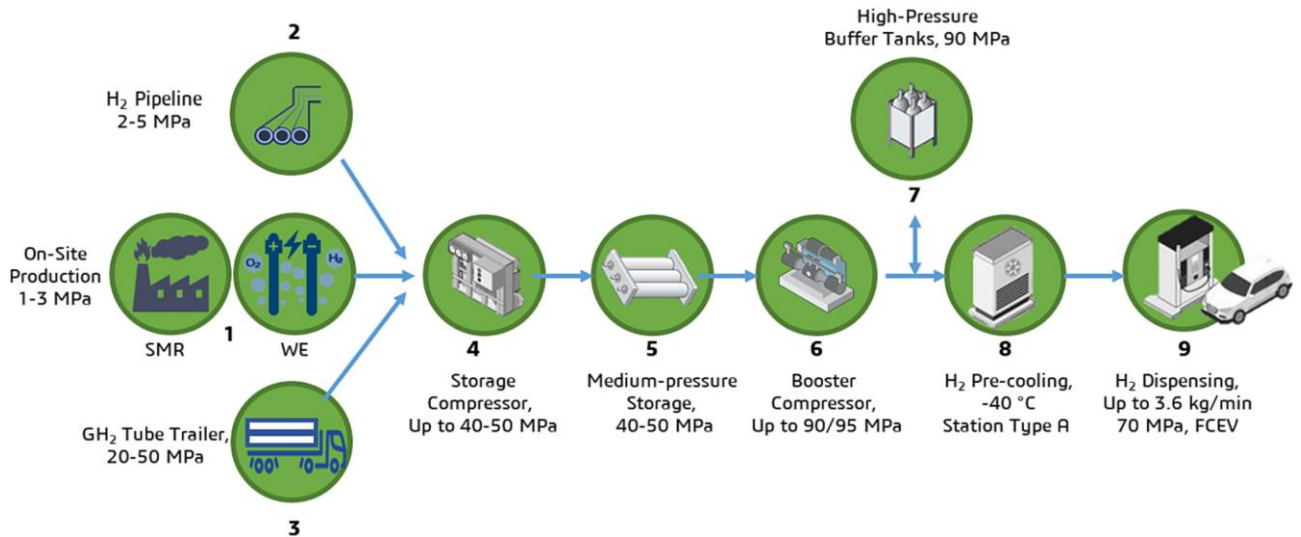 High-Pressure
Buffer Tanks, 90 MPa
2
H₂ Pipeline
2-5 MPa
7
On-Site
Production
1-3 MPa
O₂
H₂
1
SMR
WE
4
5
6
8
9
Storage
Compressor,
Up to 40-50 MPa
Medium-pressure
Storage,
40-50 MPa
Booster
Compressor,
Up to 90/95 MPa
H₂ Pre-cooling,
-40 °C
Station Type A
H₂ Dispensing,
Up to 3.6 kg/min
70 MPa, FCEV
GH₂ Tube Trailer,
20-50 MPa
3